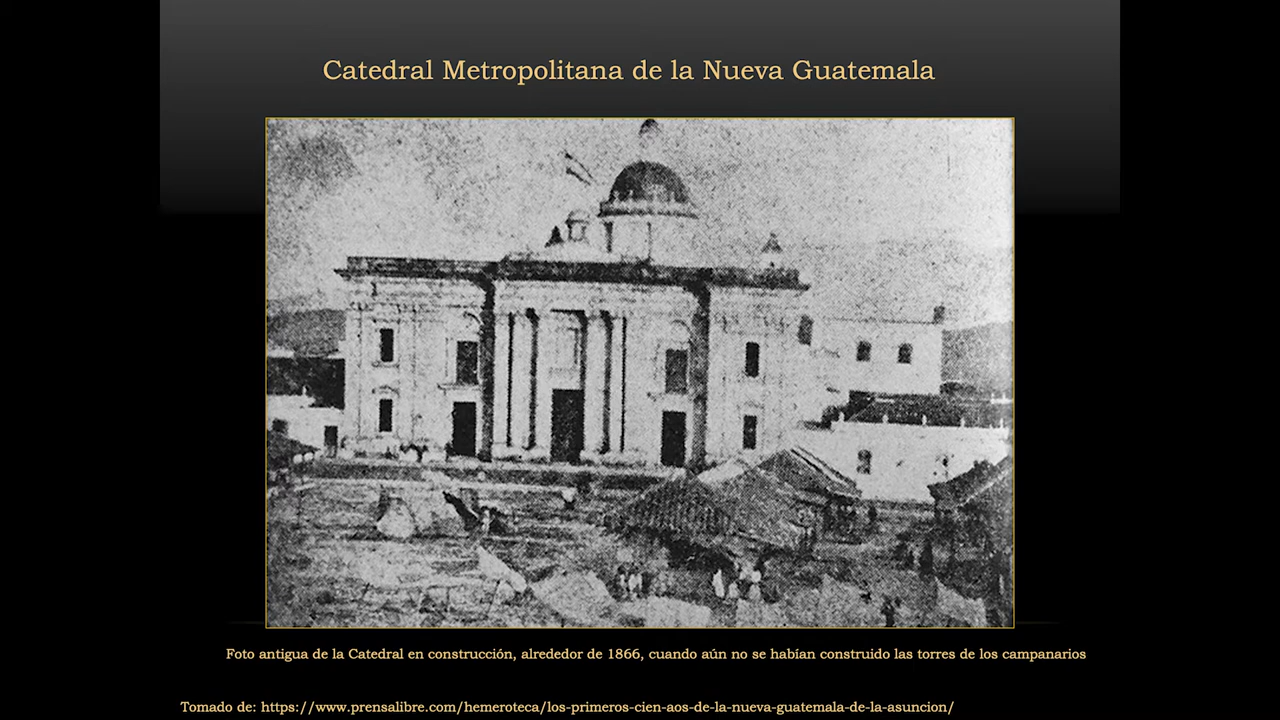 Catedral Metropolitana de la Nueva Guatemala
Foto antigua de la Catedral en construcción, alrededor de 1866, cuando aún no se habían construido las torres de los campanarios
Tomado de: https://www.prensalibre.com/hemeroteca/los-primeros-cien-aos-de-la-nueva-guatemala-de-la-asuncion/